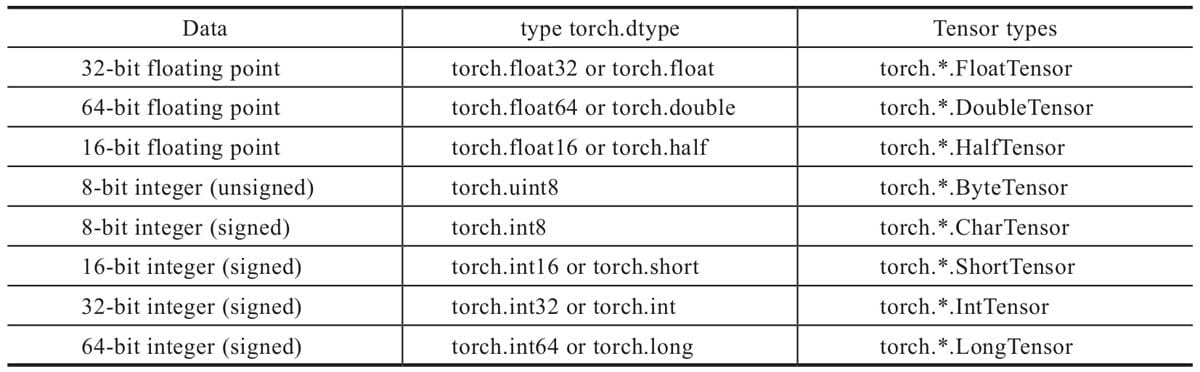 Data type torch.dtype Tensor types
32-bit floating point torch.float32 or torch.float torch.*.FloatTensor
64-bit floating point torch.float64 or torch.double torch.*.DoubleTensor
16-bit floating point torch.float16 or torch.half torch.*.HalfTensor
8-bit integer (unsigned) torch.uint8 torch.*.ByteTensor
8-bit integer (signed) torch.int8 torch.*.CharTensor
16-bit integer (signed) torch.int16 or torch.short torch.*.ShortTensor
32-bit integer (signed) torch.int32 or torch.int torch.*.IntTensor
64-bit integer (signed) torch.int64 or torch.long torch.*.LongTensor